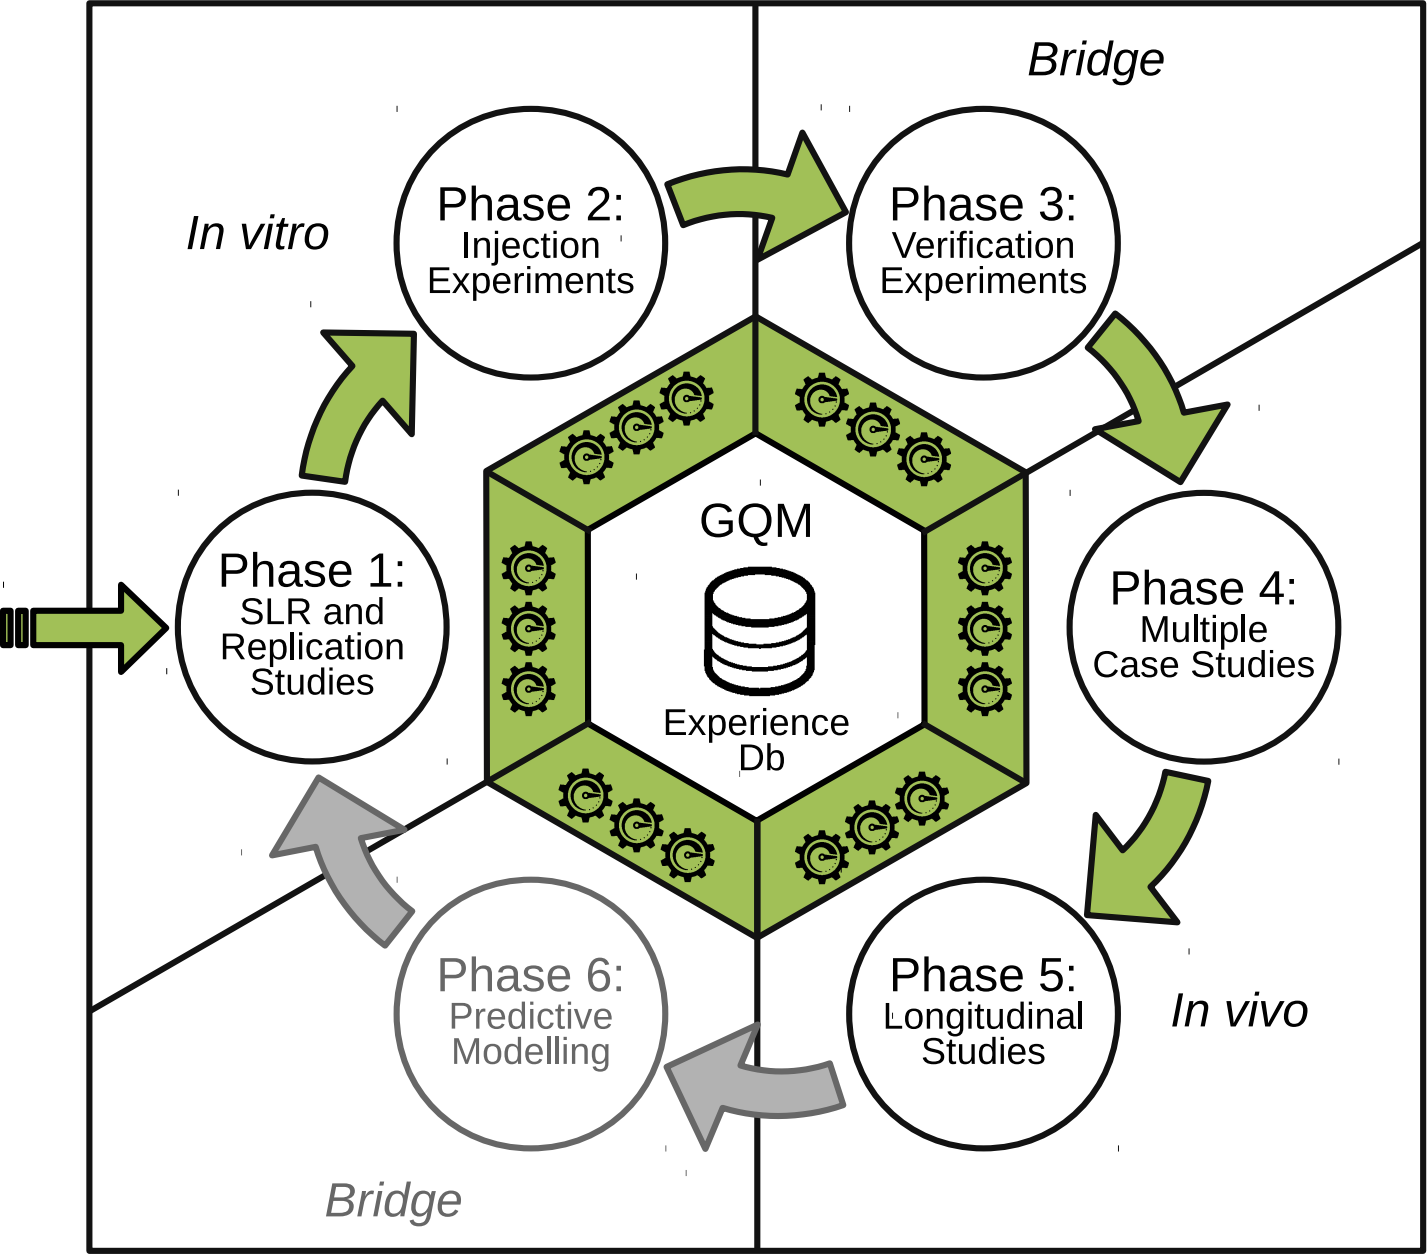 Bridge
In vitro
Phase 2:
Injection
Experiments
Phase 3:
Verification
Experiments
Phase 1:
SLR and
Replication
Studies
GQM
Experience
Db
Phase 4:
Multiple
Case Studies
Phase 6:
Predictive
Modelling
Phase 5:
Longitudinal
Studies
In vivo
Bridge